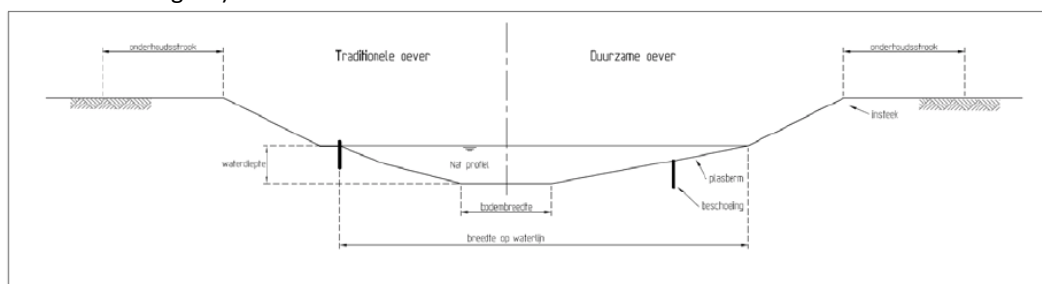 onderhoudsstrook
onderhoudsstrook
Traditionele oever
Duurzame oever
insteek
waterdiepte
Nat profiel
plasberm
beschoeiing
bodembreedte
breedte op waterlijn